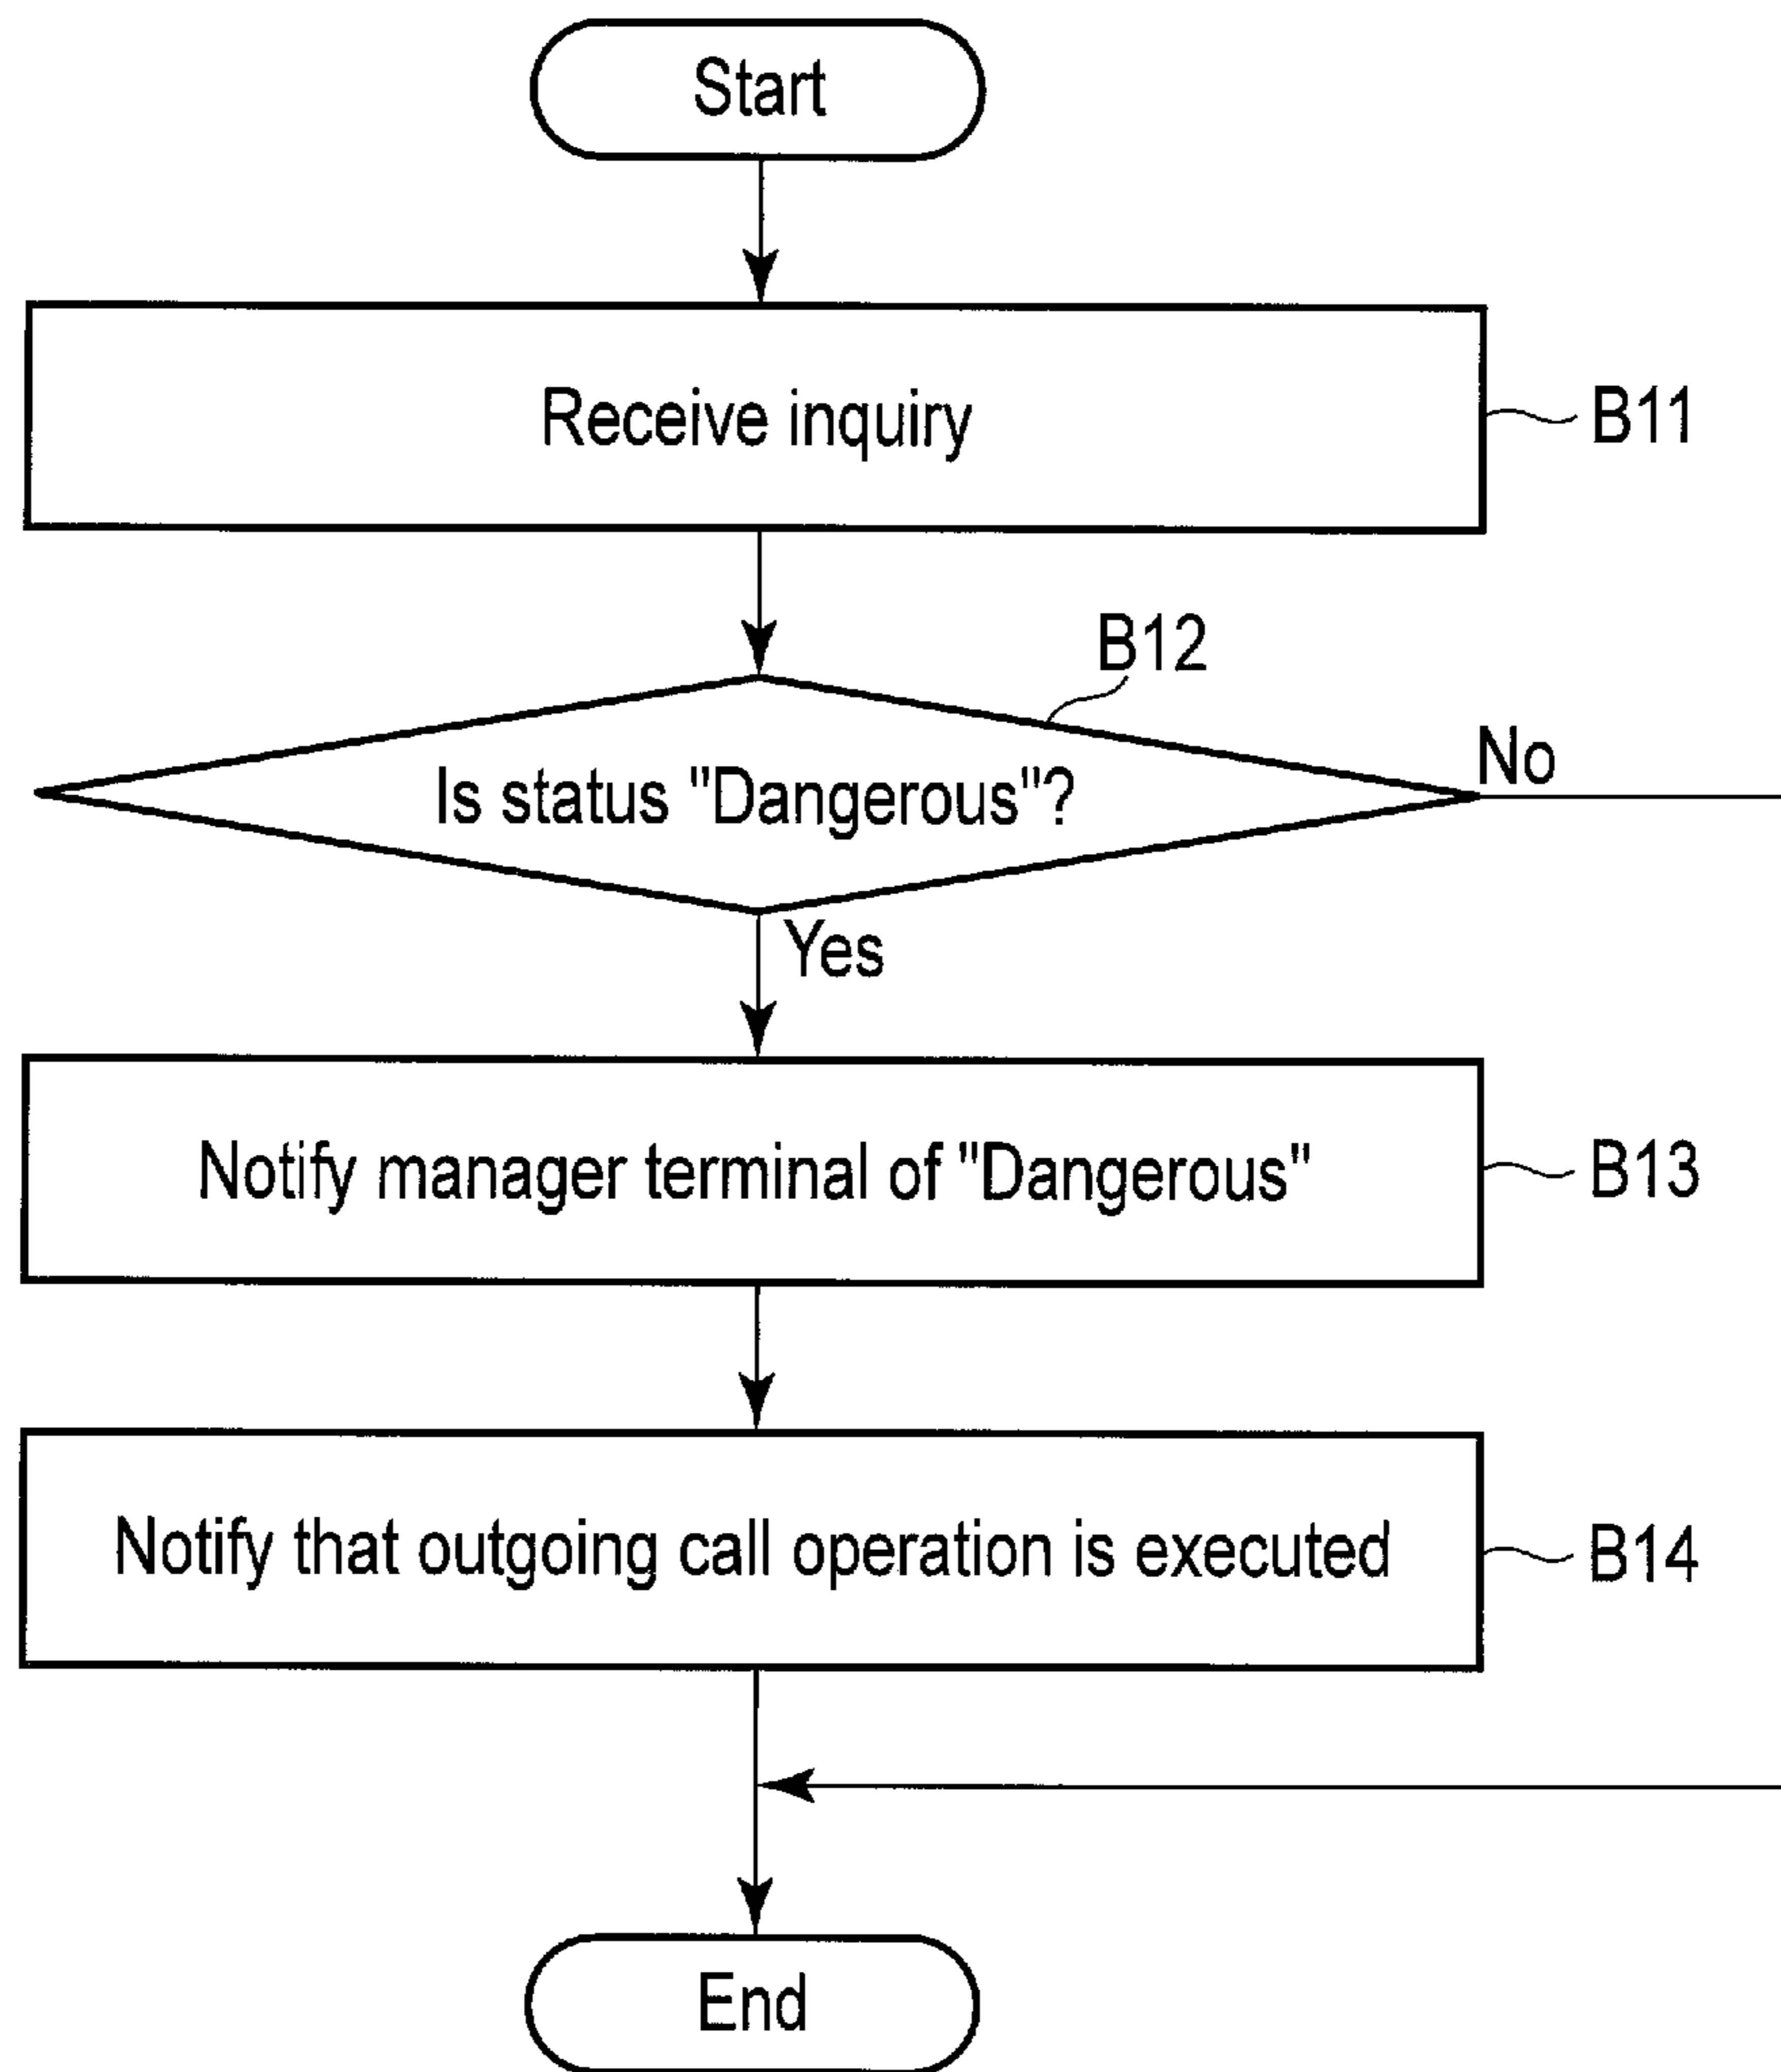 Start
Receive inquiry
B11
B12
Is status "Dangerous"?
No
Yes
Notify manager terminal of "Dangerous"
B13
Notify that outgoing call operation is executed
B14
End